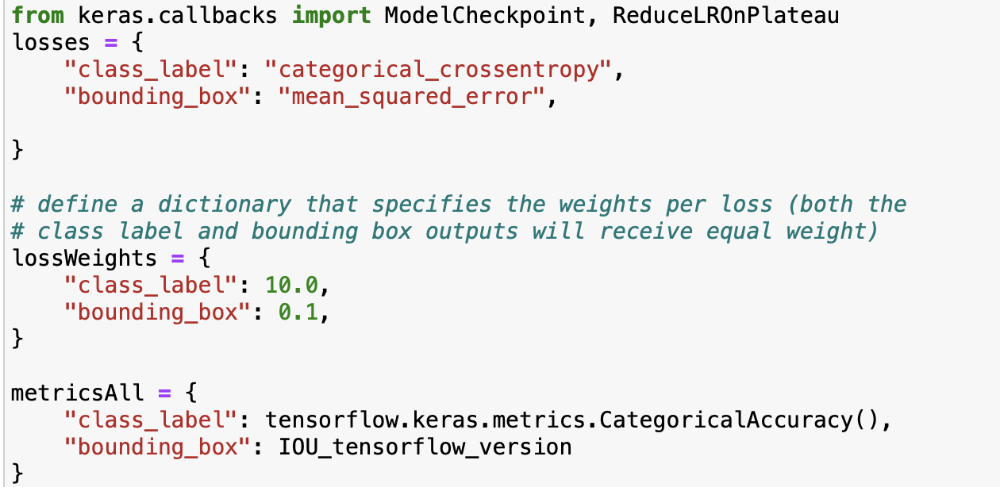 from keras.callbacks import ModelCheckpoint, ReduceLROnPlateau
losses = {
    "class_label": "categorical_crossentropy",
    "bounding_box": "mean_squared_error",

}

# define a dictionary that specifies the weights per loss (both the
# class label and bounding box outputs will receive equal weight)
lossWeights = {
    "class_label": 10.0,
    "bounding_box": 0.1,
}

metricsAll = {
    "class_label": tensorflow.keras.metrics.CategoricalAccuracy(),
    "bounding_box": IOU_tensorflow_version
}